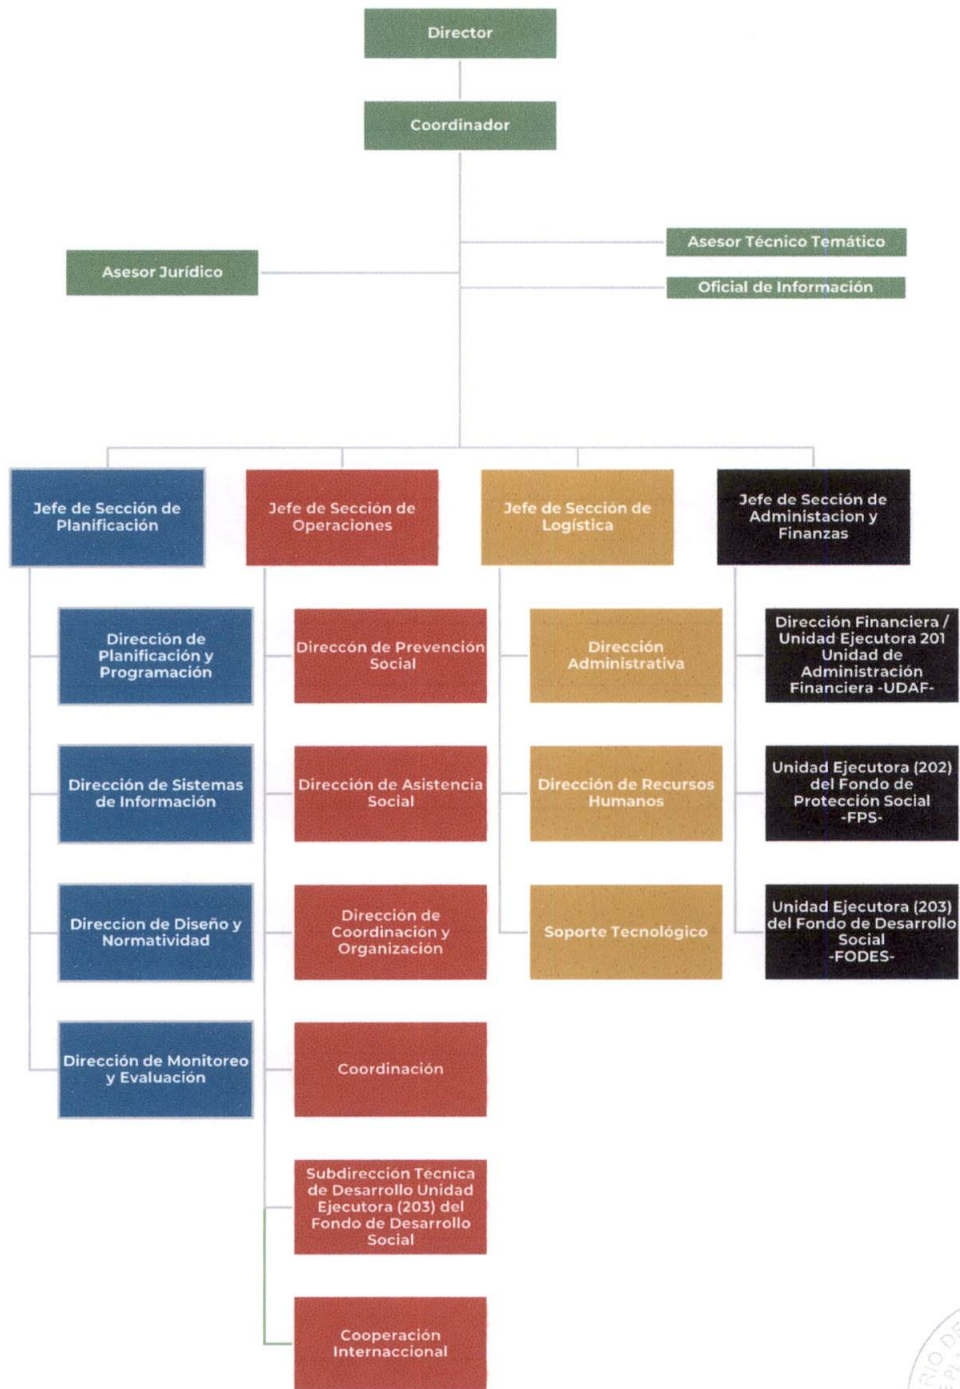 Director
Coordinador
Asesor Jurídico
Asesor Técnico Temático
Oficial de Información
Jefe de Sección de
Planificación
Dirección de
Planificación y
Programación
Dirección de Sistemas
de Información
Direccion de Diseño y
Normatividad
Dirección de Monitoreo
y Evaluación
Jefe de Sección de
Operaciones
Direccón de Prevención
Social
Dirección de Asistencia
Social
Dirección de
Coordinación y
Organización
Coordinación
Subdirección Técnica
de Desarrollo Unidad
Ejecutora (203) del
Fondo de Desarrollo
Social
Cooperación
Internaccional
Jefe de Sección de
Logística
Dirección
Administrativa
Dirección de Recursos
Humanos
Soporte Tecnológico
Jefe de Sección de
Administacion y
Finanzas
Dirección Financiera /
Unidad Ejecutora 201
Unidad de
Administración
Financiera -UDAF-
Unidad Ejecutora (202)
del Fondo de
Protección Social
-FPS-
Unidad Ejecutora (203)
del Fondo de Desarrollo
Social
-FODES-